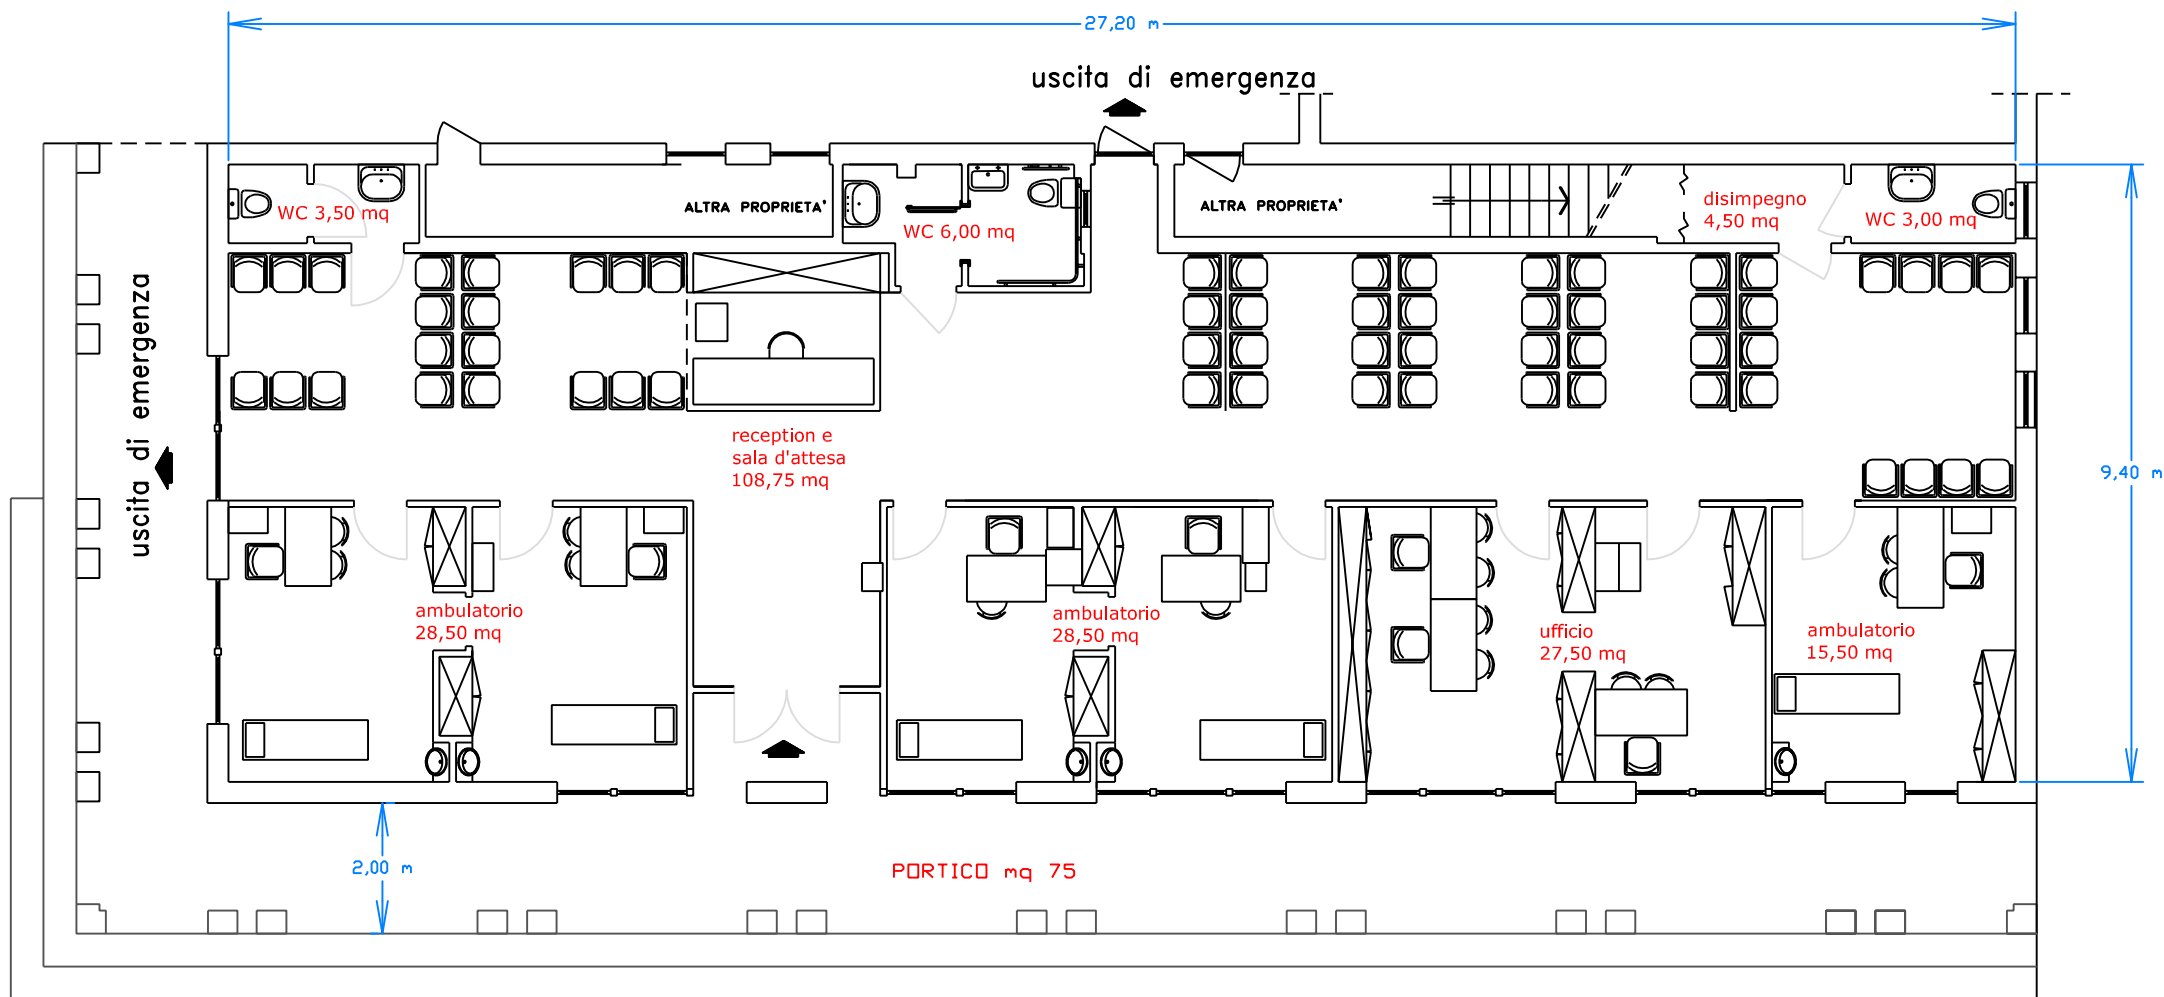 27,20 m
uscita di emergenza
WC 3,50 mq
ALTRA PROPRIETA'
WC 6,00 mq
ALTRA PROPRIETA'
disimpegno
4,50 mq
WC 3,00 mq
uscita di emergenza
reception e
sala d'attesa
108,75 mq
9,40 m
ambulatorio
28,50 mq
ambulatorio
28,50 mq
ufficio
27,50 mq
ambulatorio
15,50 mq
2,00 m
PORTICO mq 75